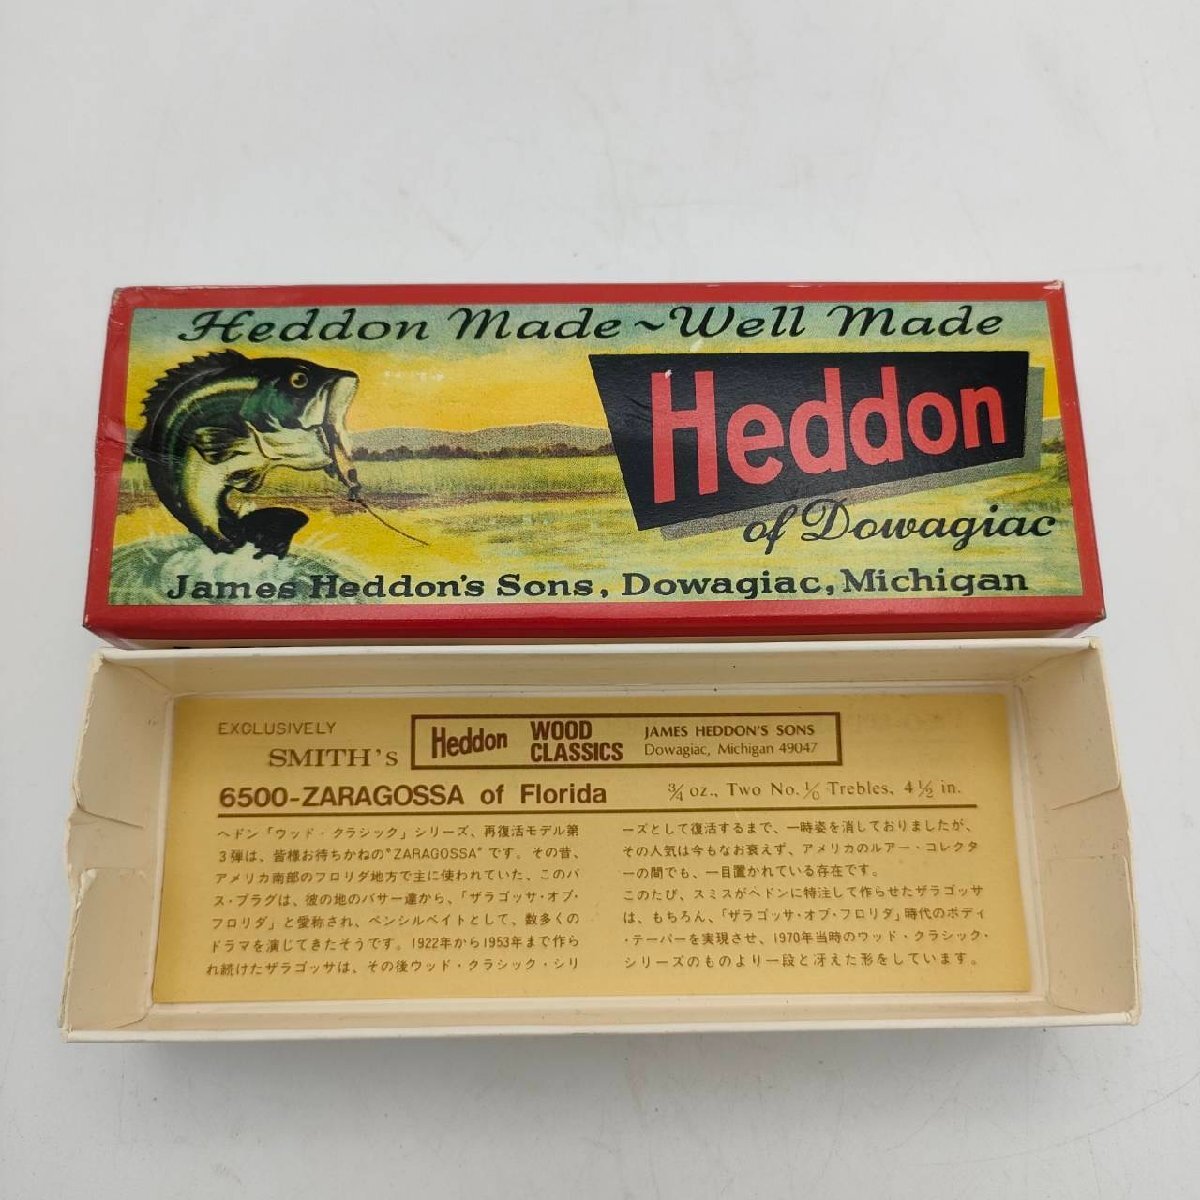 Heddon Made~Well Made
Heddon
of Dowagiac
James Heddon's Sons, Dowagiac, Michigan
EXCLUSIVELY
SMITH's
Heddon
WOOD
CLASSICS
JAMES HEDDON'S SONS
Dowagiac, Michigan 49047
6500-ZARAGOSSA of Florida
¾ oz., Two No. 1/0 Trebles, 4 ½ in.
ヘドン「ウッド・クラシック」シリーズ、再復活モデル第
3弾は、皆様お待ちかねの"ZARAGOSSA"です。その昔、
アメリカ南部のフロリダ地方で主に使われていた、このバ
ス・プラグは、彼の地のバサー達から、「ザラゴッサ・オブ・
フロリダ」と愛称され、ペンシルベイトとして、数多くの
ドラマを演じてきたそうです。1922年から1953年まで作ら
れ続けたザラゴッサは、その後ウッド・クラシック・シリ
ーズとして復活するまで、一時姿を消しておりましたが、
その人気は今もなお衰えず、アメリカのルアー・コレクタ
ーの間でも、一目置かれている存在です。
このたび、スミスがヘドンに特注して作らせたザラゴッサ
は、もちろん、「ザラゴッサ・オブ・フロリダ」時代のボディ
・テーパーを実現させ、1970年当時のウッド・クラシック・
シリーズのものより一段と冴えた形をしています。